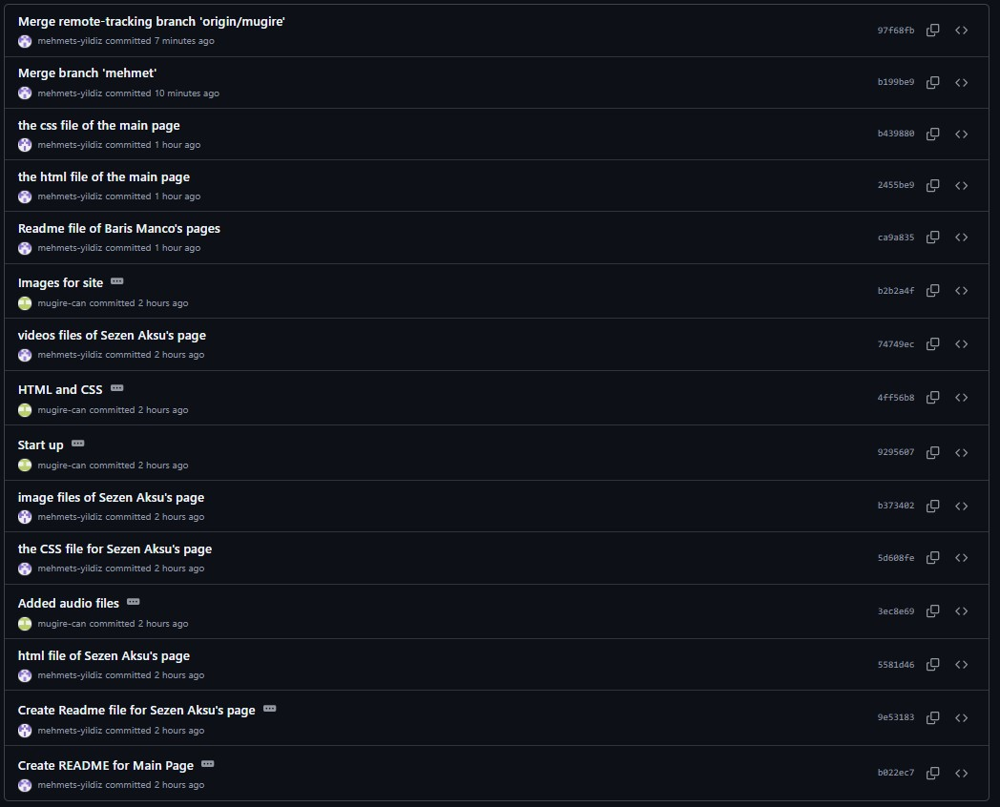 Merge remote-tracking branch 'origin/mugire'
mehmets-yildiz committed 7 minutes ago
97f68fb
Merge branch 'mehmet'
mehmets-yildiz committed 10 minutes ago
b199be9
the css file of the main page
mehmets-yildiz committed 1 hour ago
b439880
the html file of the main page
mehmets-yildiz committed 1 hour ago
2455be9
Readme file of Baris Manco's pages
mehmets-yildiz committed 1 hour ago
ca9a835
Images for site
mugire-can committed 2 hours ago
b2b2a4f
videos files of Sezen Aksu's page
mehmets-yildiz committed 2 hours ago
74749ec
HTML and CSS
mugire-can committed 2 hours ago
4ff56b8
Start up
mugire-can committed 2 hours ago
9295607
image files of Sezen Aksu's page
mehmets-yildiz committed 2 hours ago
b373402
the CSS file for Sezen Aksu's page
mehmets-yildiz committed 2 hours ago
5d608fe
Added audio files
mugire-can committed 2 hours ago
3ec8e69
html file of Sezen Aksu's page
mehmets-yildiz committed 2 hours ago
5581d46
Create Readme file for Sezen Aksu's page
mehmets-yildiz committed 2 hours ago
9e53183
Create README for Main Page
mehmets-yildiz committed 2 hours ago
b022ec7